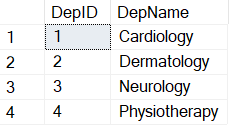 DepID DepName
1 1 Cardiology
2 2 Dermatology
3 3 Neurology
4 4 Physiotherapy